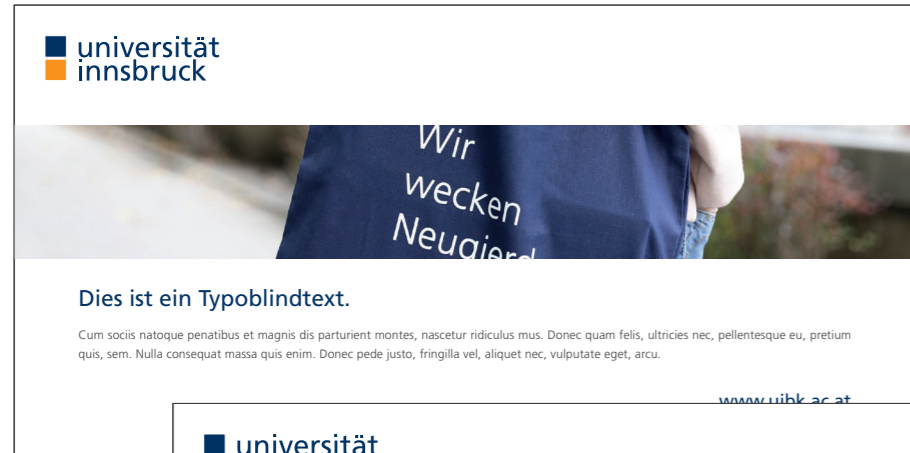 universität
innsbruck
Wir
wecken
Neugierd
Dies ist ein Typoblindtext.
Cum sociis natoque penatibus et magnis dis parturient montes, nascetur ridiculus mus. Donec quam felis, ultricies nec, pellentesque eu, pretium
quis, sem. Nulla consequat massa quis enim. Donec pede justo, fringilla vel, aliquet nec, vulputate eget, arcu.
www.uibk.ac.at
universität